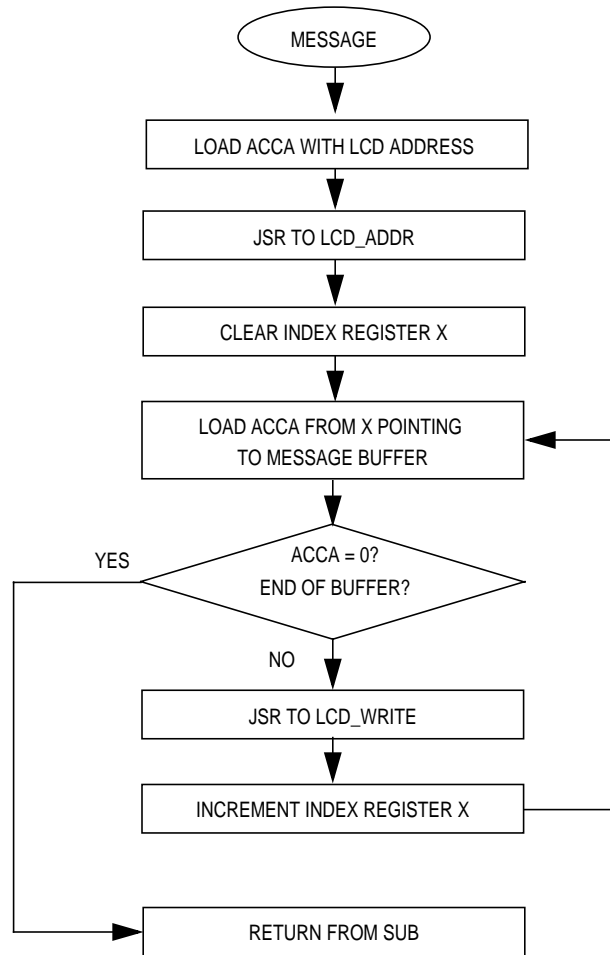 MESSAGE
LOAD ACCA WITH LCD ADDRESS
JSR TO LCD_ADDR
CLEAR INDEX REGISTER X
LOAD ACCA FROM X POINTING
TO MESSAGE BUFFER
ACCA = 0?
YES
END OF BUFFER?
NO
JSR TO LCD_WRITE
INCREMENT INDEX REGISTER X
RETURN FROM SUB